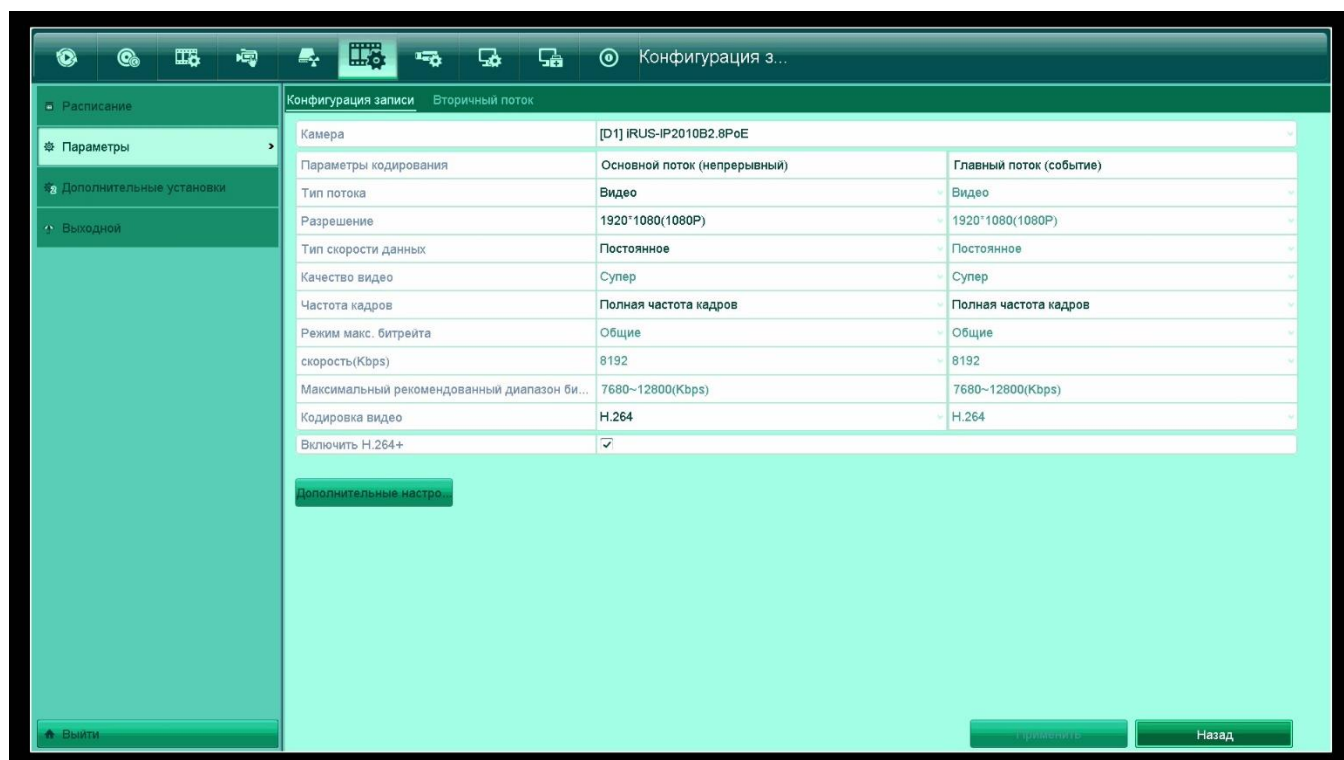 Конфигурация з...
Расписание
Параметры
Дополнительные установки
Выходной
Выйти
Конфигурация записи Вторичный поток
Камера [D1] iRUS-IP2010B2.8PoE
Параметры кодирования Основной поток (непрерывный) Главный поток (событие)
Тип потока Видео Видео
Разрешение 1920*1080(1080P) 1920*1080(1080P)
Тип скорости данных Постоянное Постоянное
Качество видео Супер Супер
Частота кадров Полная частота кадров Полная частота кадров
Режим макс. битрейта Общие Общие
скорость(Kbps) 8192 8192
Максимальный рекомендованный диапазон би... 7680~12800(Kbps) 7680~12800(Kbps)
Кодировка видео H.264 H.264
Включить H.264+
Дополнительные настро...
Применить Назад